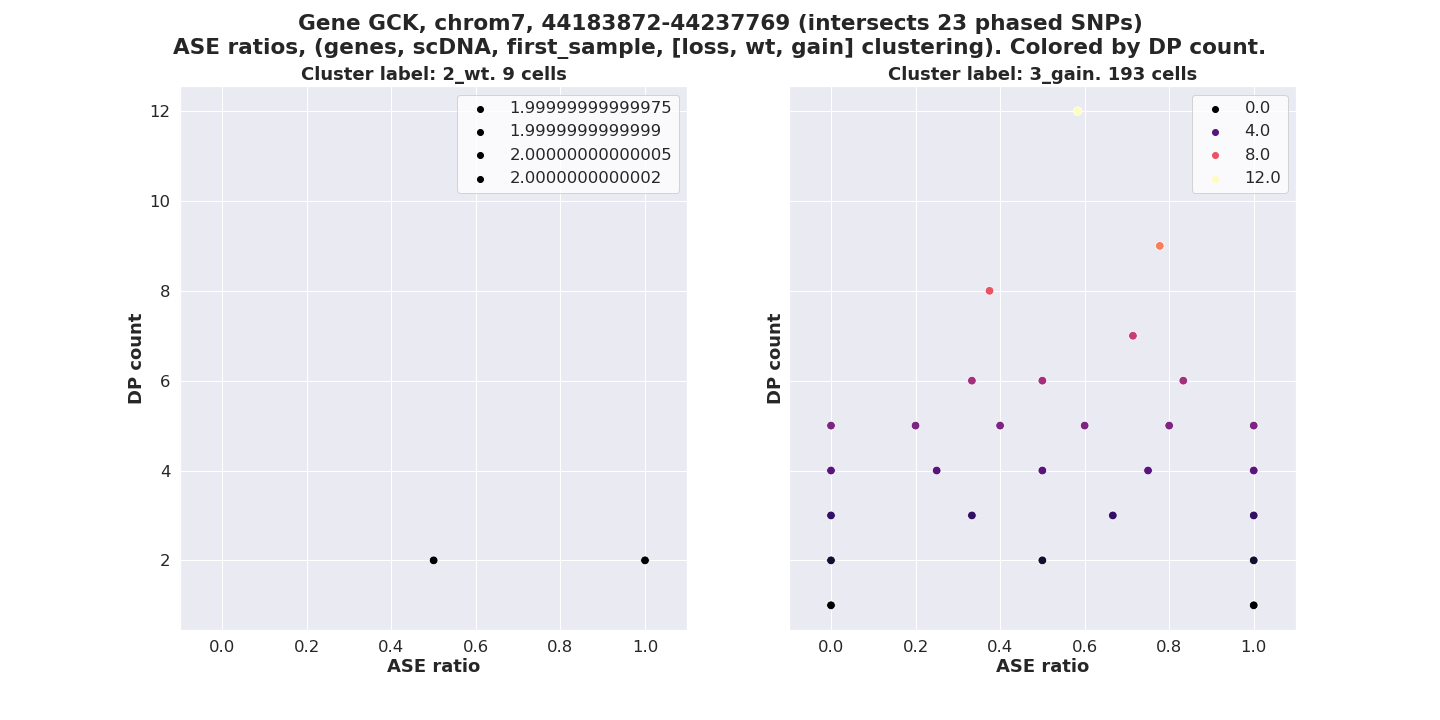 Gene GCK, chrom7, 44183872-44237769 (intersects 23 phased SNPs)
ASE ratios, (genes, scDNA, first_sample, [loss, wt, gain] clustering). Colored by DP count.
Cluster label: 2_wt. 9 cells
1.99999999999975
1.9999999999999
2.00000000000005
2.0000000000002
12
10
8
6
4
2
DP count
0.0 0.2 0.4 0.6 0.8 1.0
ASE ratio
Cluster label: 3_gain. 193 cells
0.0
4.0
8.0
12.0
DP count
0.0 0.2 0.4 0.6 0.8 1.0
ASE ratio